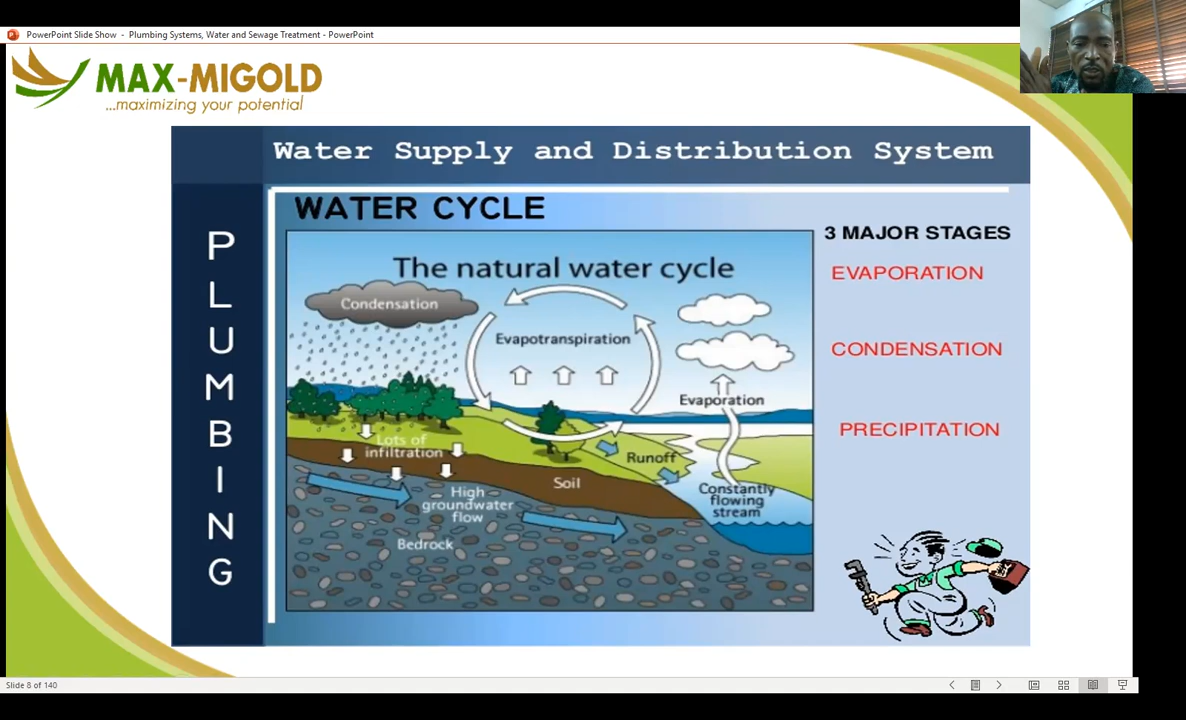 PowerPoint Slide Show - Plumbing Systems, Water and Sewage Treatment - PowerPoint
MAX-MIGOLD
...maximizing your potential
Water Supply and Distribution System
PLUMBING
WATER CYCLE
The natural water cycle
Condensation
Evapotranspiration
Evaporation
Lots of
infiltration
Runoff
Soil
High
groundwater
flow
Constantly
flowing
stream
Bedrock
3 MAJOR STAGES
EVAPORATION
CONDENSATION
PRECIPITATION
Slide 8 of 140